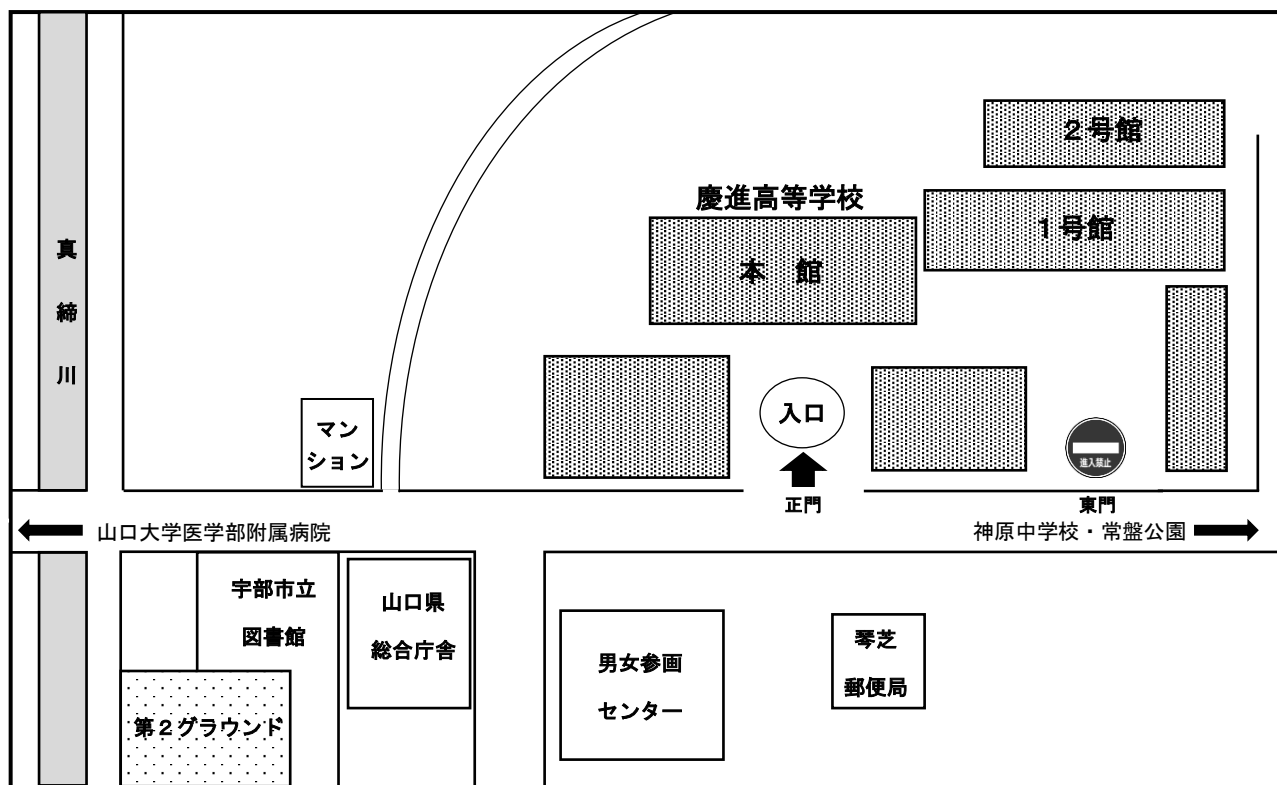 ２号館
慶進高等学校
１号館
本　館
真
締
川
マン
ション
入口
進入禁止
正門
東門
山口大学医学部附属病院
神原中学校・常盤公園
宇部市立
図書館
山口県
総合庁舎
男女参画
センター
琴芝
郵便局
第２グラウンド